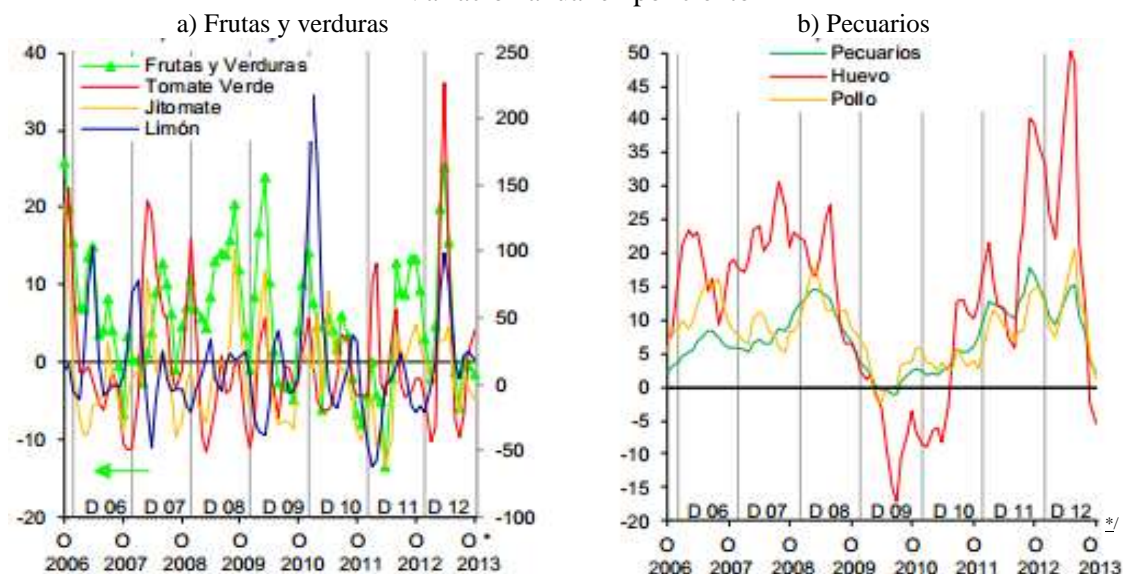 a) Frutas y verduras
b) Pecuarios
40
30
20
10
0
-10
-20
250
200
150
100
50
0
-50
-100
Frutas y Verduras
Tomate Verde
Jitomate
Limón
D 06 D 07 D 08 D 09 D 10 D 11 D 12
O O O O O O O O *
2006 2007 2008 2009 2010 2011 2012 2013
50
45
40
35
30
25
20
15
10
5
0
-5
-10
-15
-20
Pecuarios
Huevo
Pollo
D 06 D 07 D 08 D 09 D 10 D 11 D 12
O O O O O O O O */
2006 2007 2008 2009 2010 2011 2012 2013